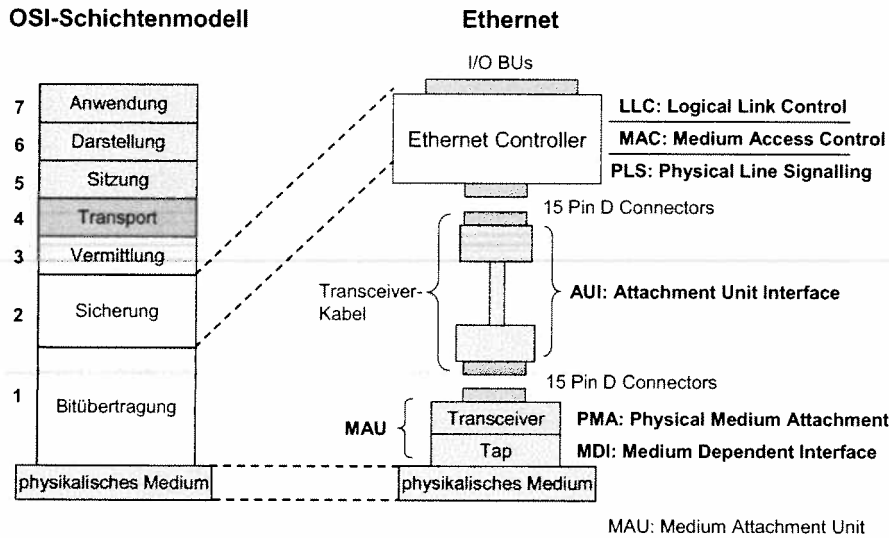 OSI-Schichtenmodell
Ethernet
I/O BUs
7 Anwendung
6 Darstellung
5 Sitzung
4 Transport
3 Vermittlung
2 Sicherung
1 Bitübertragung
physikalisches Medium
Ethernet Controller
LLC: Logical Link Control
MAC: Medium Access Control
PLS: Physical Line Signalling
15 Pin D Connectors
Transceiver-
Kabel
AUI: Attachment Unit Interface
15 Pin D Connectors
MAU
Transceiver
PMA: Physical Medium Attachment
Tap
MDI: Medium Dependent Interface
physikalisches Medium
MAU: Medium Attachment Unit